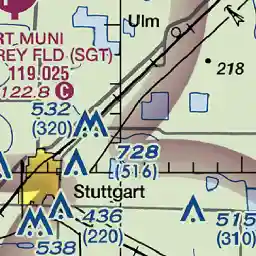 Ulm
RT MUNI
REY FLD (SGT)
119.025
122.8 C
218
532
(320)
728
(516)
Stuttgart
436
(220)
515
(310)
538